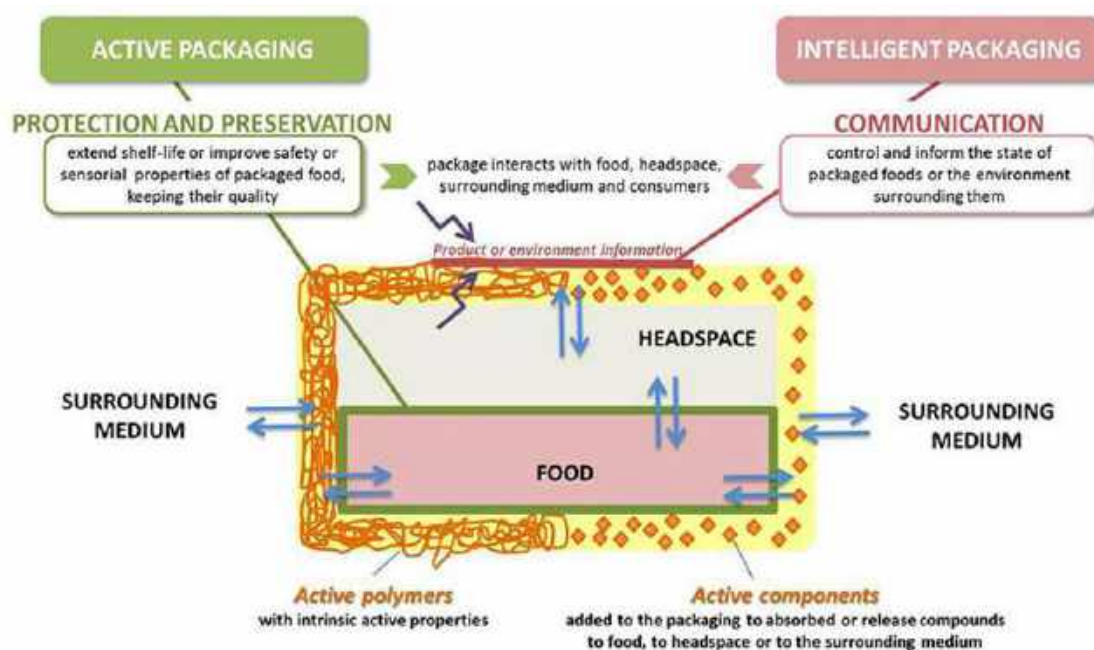 ACTIVE PACKAGING
INTELLIGENT PACKAGING
PROTECTION AND PRESERVATION
extend shelf-life or improve safety or
sensorial properties of packaged food,
keeping their quality
package interacts with food, headspace,
surrounding medium and consumers
COMMUNICATION
control and inform the state of
packaged foods or the environment
surrounding them
Product or environment information
HEADSPACE
SURROUNDING
MEDIUM
SURROUNDING
MEDIUM
FOOD
Active polymers
with intrinsic active properties
Active components
added to the packaging to absorbed or release compounds
to food, to headspace or to the surrounding medium